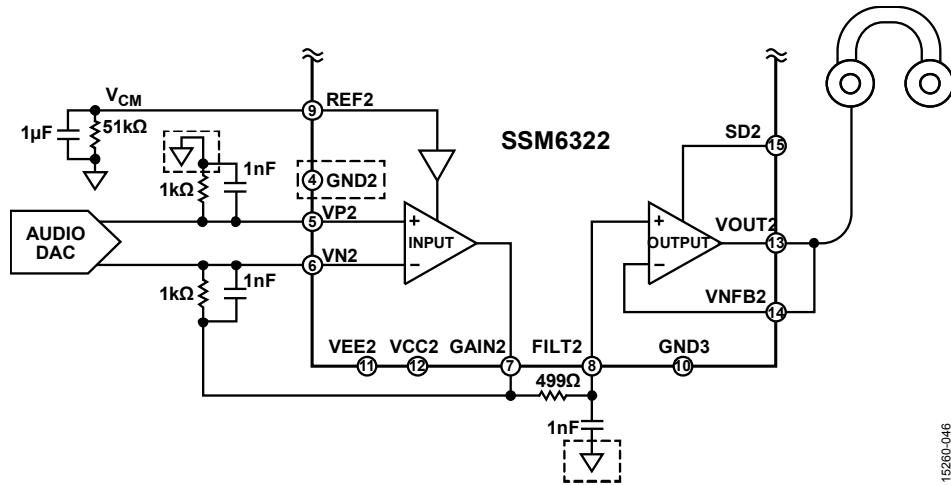 V_CM
REF2
9
1µF
51kΩ
SSM6322
SD2
15
1nF
1kΩ
4
GND2
AUDIO
DAC
5
VP2
+
INPUT
−
6
VN2
+
OUTPUT
−
VOUT2
13
VNFB2
14
1kΩ
1nF
VEE2
VCC2
GAIN2
FILT2
GND3
11
12
7
8
10
499Ω
1nF
15260-046